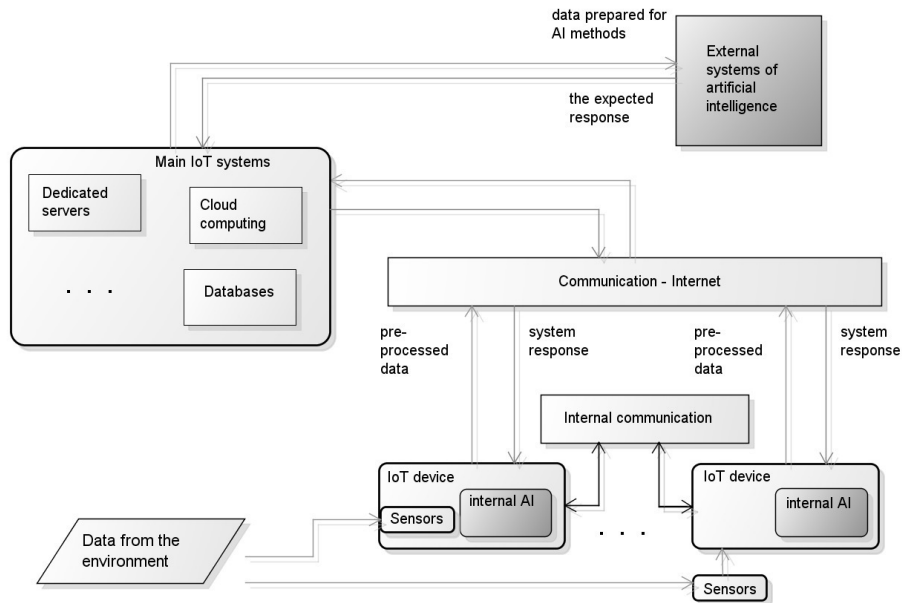 data prepared for
AI methods
External
systems of
artificial
intelligence
the expected
response
Main IoT systems
Dedicated
servers
Cloud
computing
. . .
Databases
Communication - Internet
pre-
processed
data
system
response
pre-
processed
data
system
response
Internal communication
IoT device
internal AI
Sensors
. . .
IoT device
internal AI
Data from the
environment
Sensors